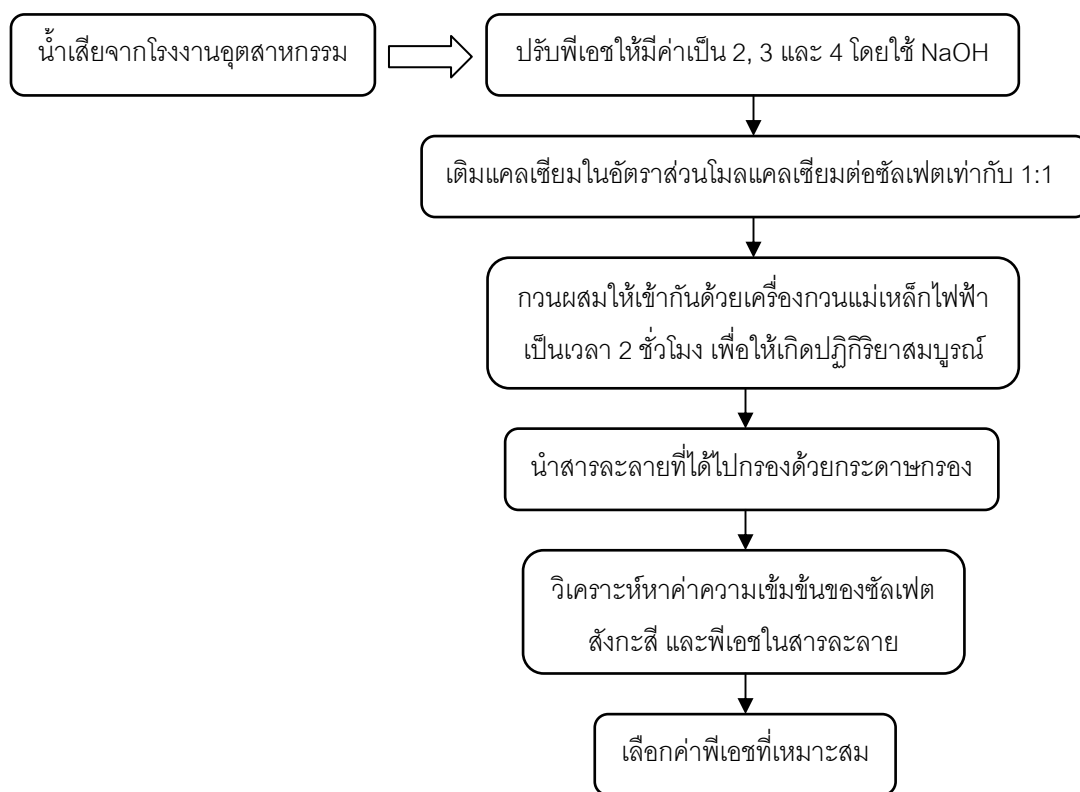 น้ำเสียจากโรงงานอุตสาหกรรม
ปรับพีเอชให้มีค่าเป็น 2, 3 และ 4 โดยใช้ NaOH
เติมแคลเซียมในอัตราส่วนโมลแคลเซียมต่อซัลเฟตเท่ากับ 1:1
กวนผสมให้เข้ากันด้วยเครื่องกวนแม่เหล็กไฟฟ้า
เป็นเวลา 2 ชั่วโมง เพื่อให้เกิดปฏิกิริยาสมบูรณ์
นำสารละลายที่ได้ไปกรองด้วยกระดาษกรอง
วิเคราะห์หาค่าความเข้มข้นของซัลเฟต
สังกะสี และพีเอชในสารละลาย
เลือกค่าพีเอชที่เหมาะสม